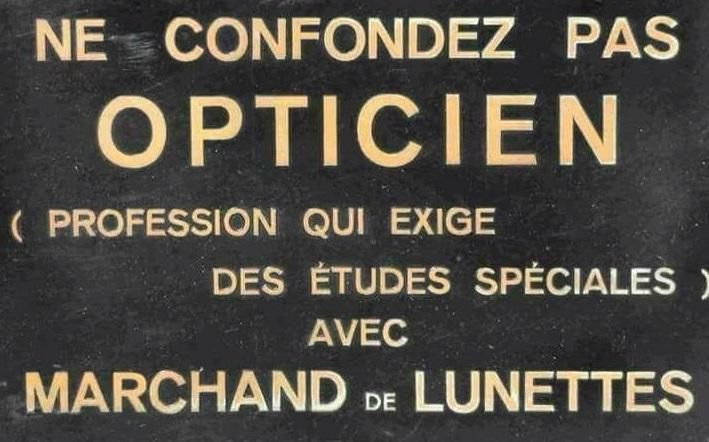 NE CONFONDEZ PAS
OPTICIEN
( PROFESSION QUI EXIGE
DES ÉTUDES SPÉCIALES )
AVEC
MARCHAND DE LUNETTES